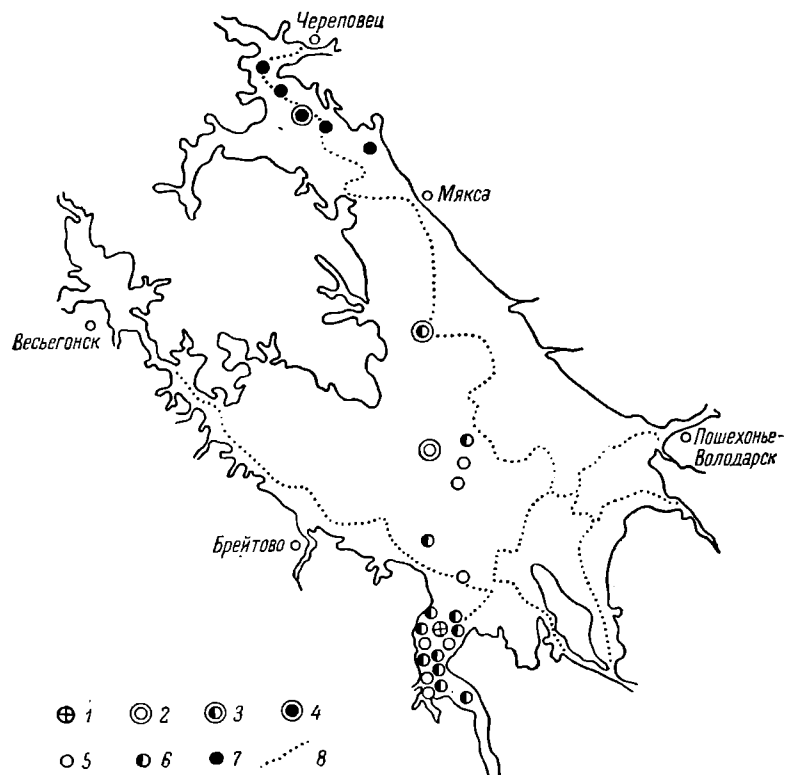 Череповец
Мякса
Весьегонск
Пошехонье-
Володарск
Брейтово
1 2 3 4
5 6 7 8